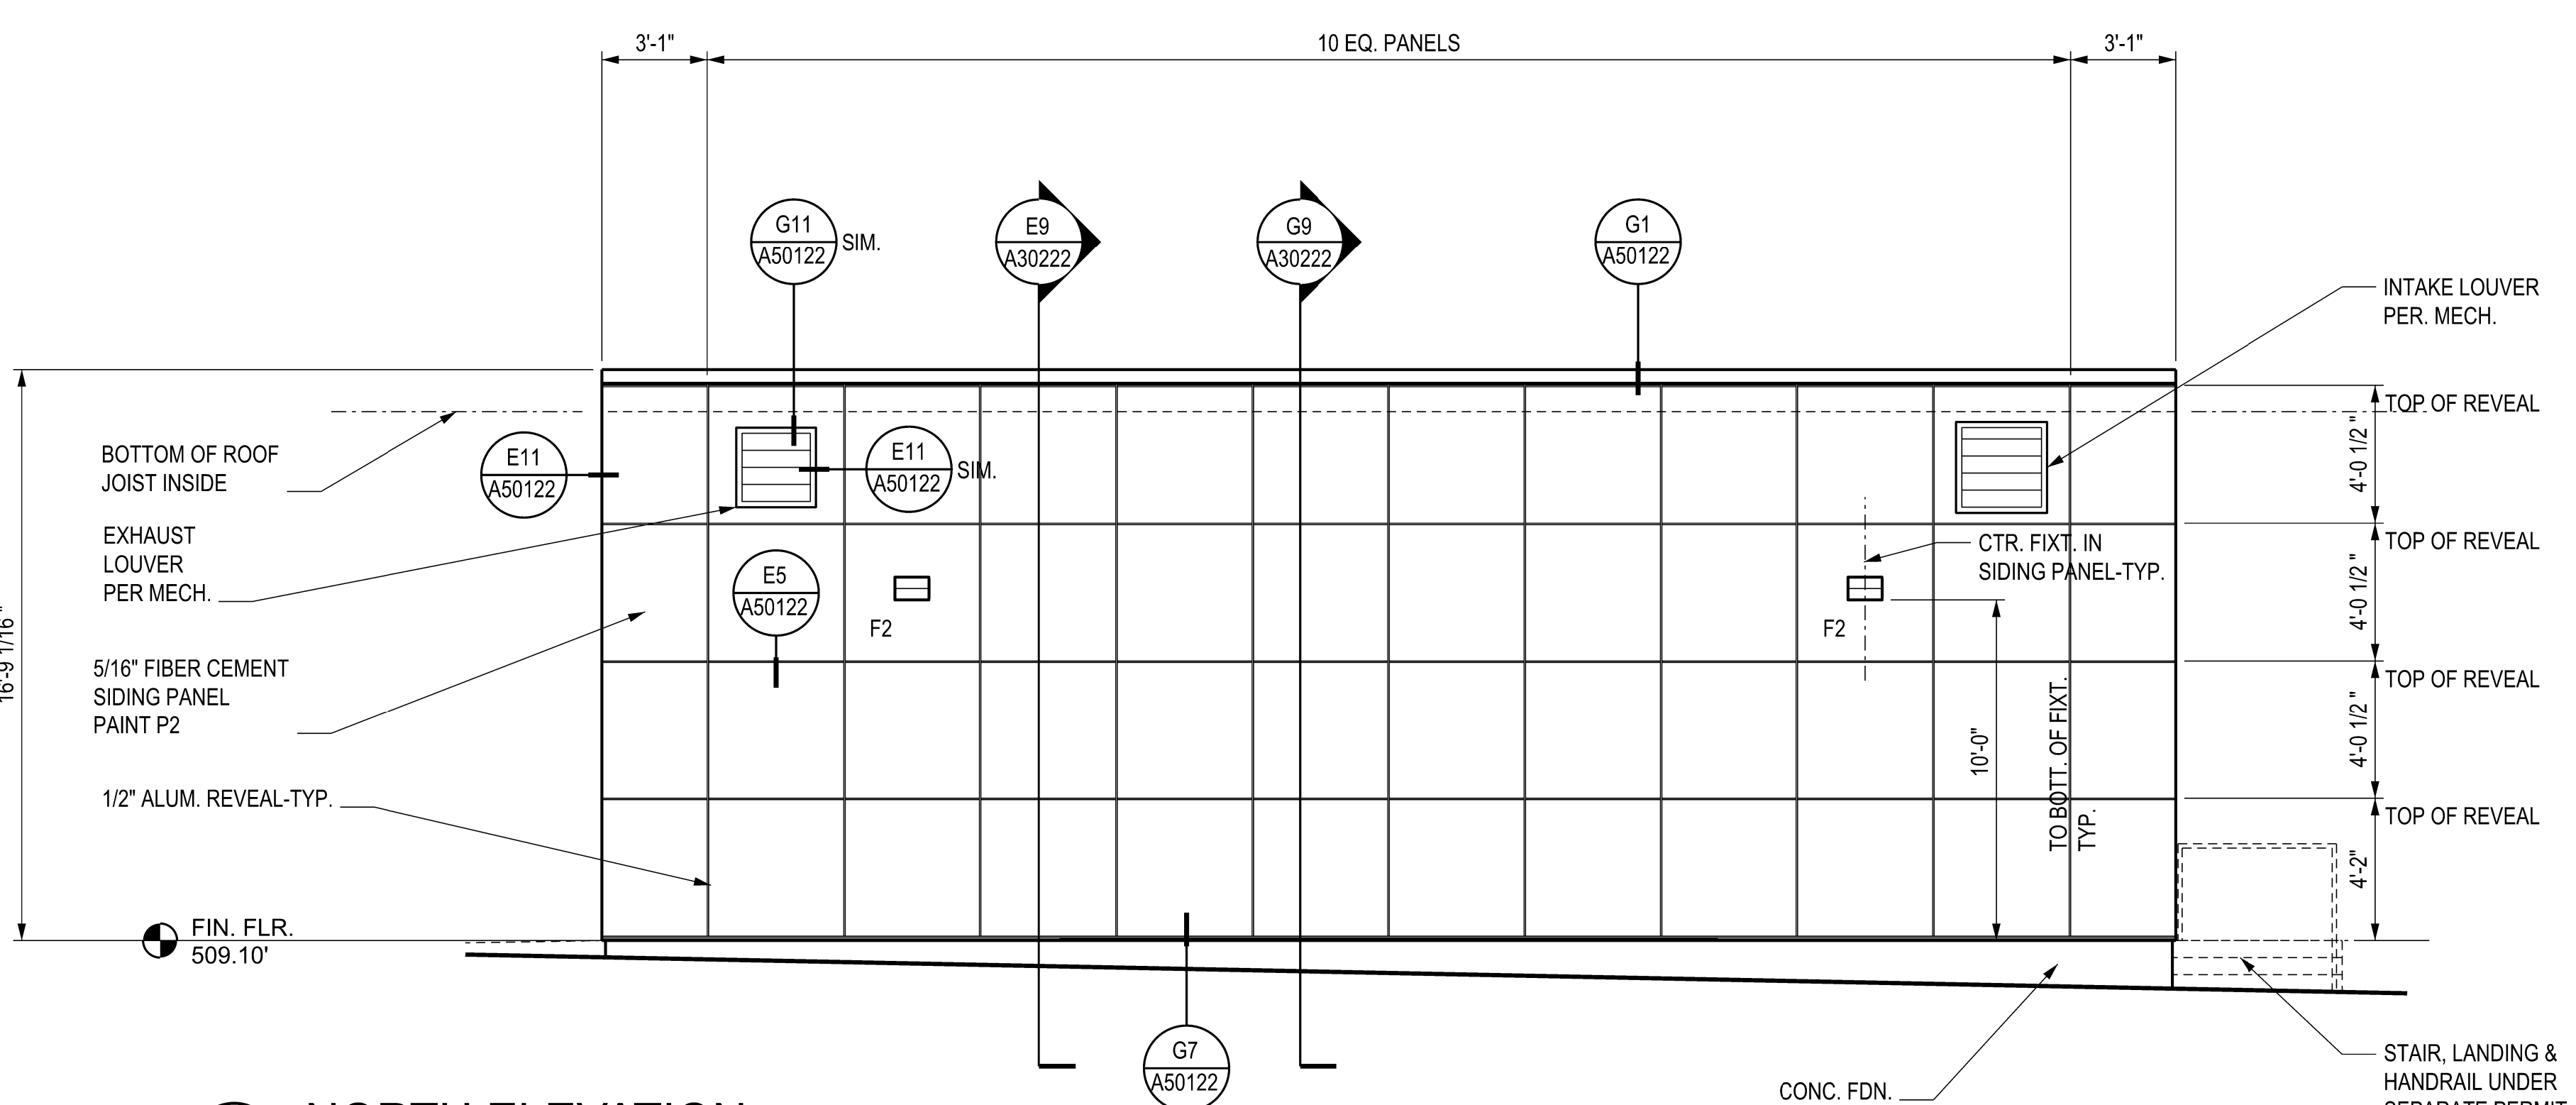 3'-1"
10 EQ. PANELS
3'-1"
G11
A50122
SIM.
E9
A30222
G9
A30222
G1
A50122
INTAKE LOUVER
PER. MECH.
TOP OF REVEAL
BOTTOM OF ROOF
JOIST INSIDE
E11
A50122
E11
A50122
SIM.
4'-0 1/2 "
EXHAUST
LOUVER
PER MECH.
TOP OF REVEAL
CTR. FIXT. IN
SIDING PANEL-TYP.
E5
A50122
F2
F2
4'-0 1/2 "
16'-9 1/16"
5/16" FIBER CEMENT
SIDING PANEL
PAINT P2
TOP OF REVEAL
10'-0"
TO BOTT. OF FIXT.
TYP.
4'-0 1/2 "
1/2" ALUM. REVEAL-TYP.
TOP OF REVEAL
4'-2"
FIN. FLR.
509.10'
G7
A50122
CONC. FDN.
STAIR, LANDING &
HANDRAIL UNDER
SEPARATE PERMIT
NORTH ELEVATION